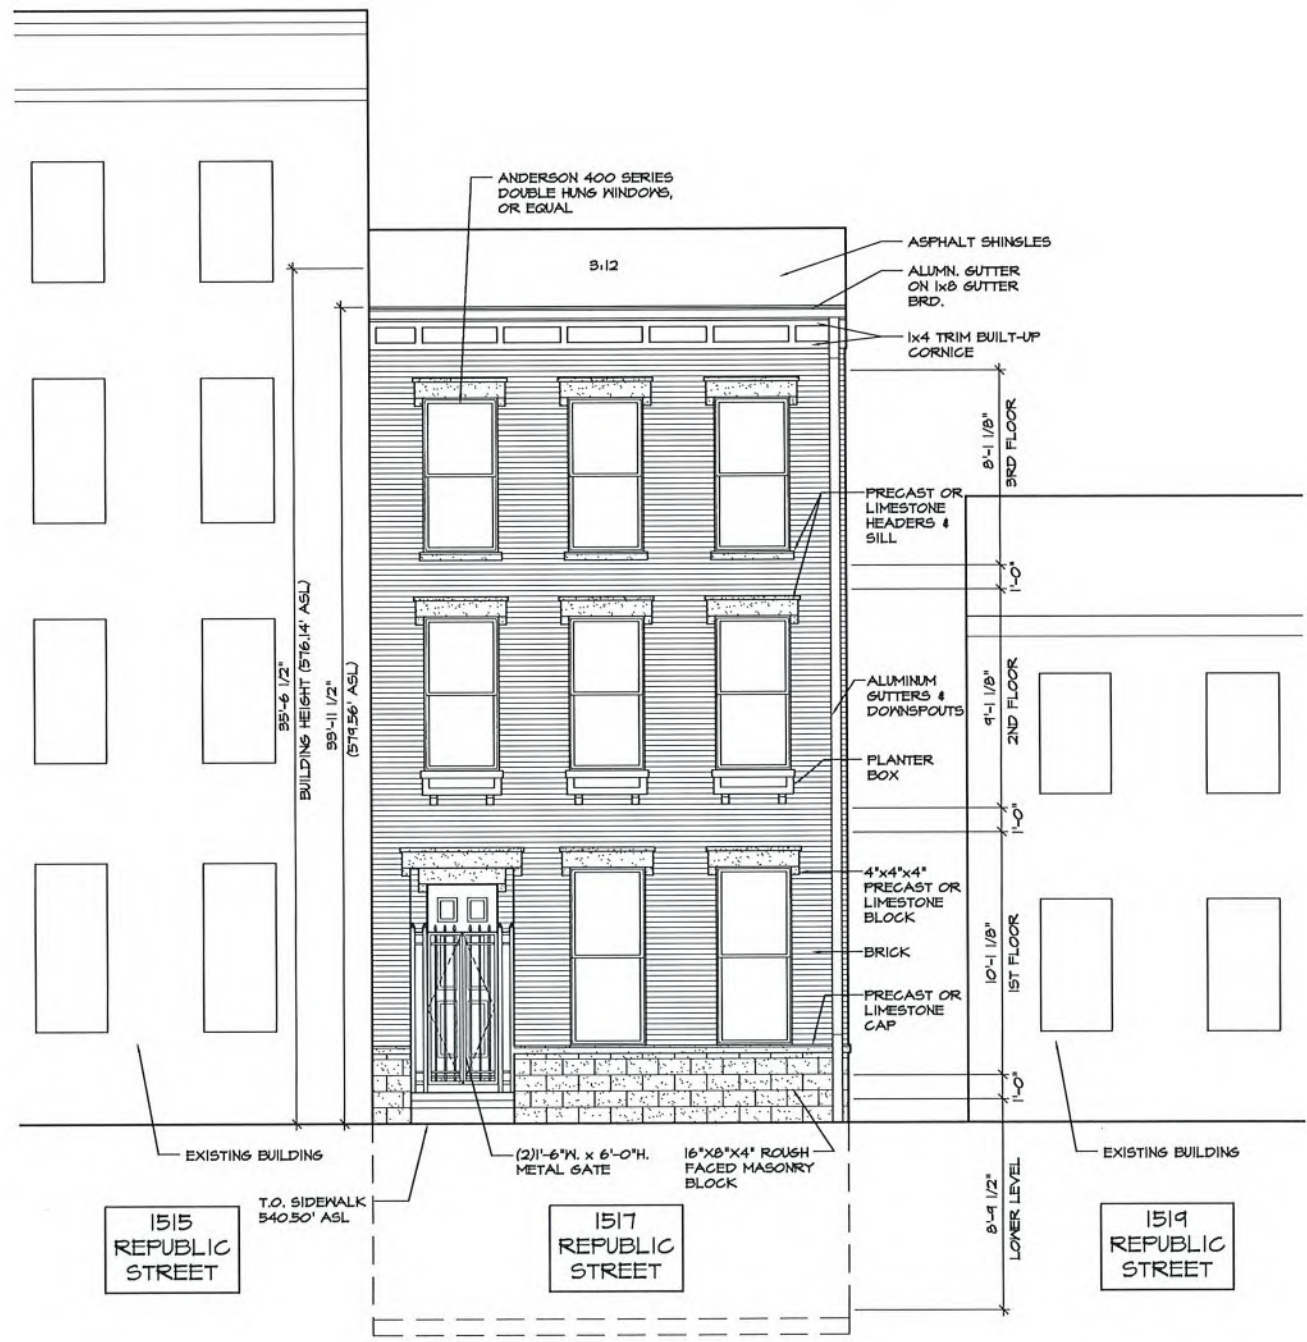 ANDERSON 400 SERIES
DOUBLE HUNG WINDOWS,
OR EQUAL
3:12
ASPHALT SHINGLES
ALUMN. GUTTER
ON 1x8 GUTTER
BRD.
1x4 TRIM BUILT-UP
CORNICE
8'-1 1/8"
3RD FLOOR
PRECAST OR
LIMESTONE
HEADERS &
SILL
1'-0"
35'-6 1/2"
BUILDING HEIGHT (576.14' ASL)
33'-11 1/2"
(579.56' ASL)
ALUMINUM
GUTTERS &
DOWNSPOUTS
9'-1 1/8"
2ND FLOOR
PLANTER
BOX
1'-0"
4"x4"x4"
PRECAST OR
LIMESTONE
BLOCK
BRICK
10'-1 1/8"
1ST FLOOR
PRECAST OR
LIMESTONE
CAP
1'-0"
EXISTING BUILDING
(2)1'-6"W. x 6'-0"H.
METAL GATE
16"X8"X4" ROUGH
FACED MASONRY
BLOCK
EXISTING BUILDING
T.O. SIDEWALK
540.50' ASL
8'-9 1/2"
LOWER LEVEL
1515
REPUBLIC
STREET
1517
REPUBLIC
STREET
1519
REPUBLIC
STREET